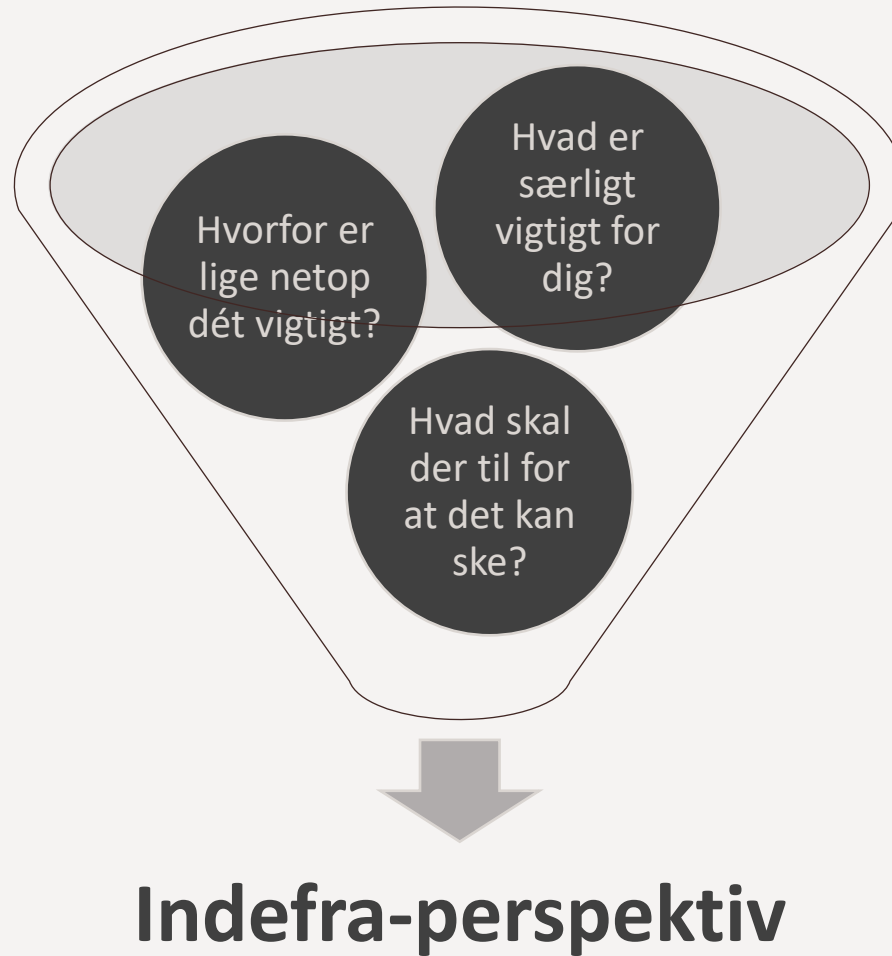 Hvad er
særligt
vigtigt for
dig?
Hvorfor er
lige netop
dét vigtigt?
Hvad skal
der til for
at det kan
ske?
Indefra-perspektiv